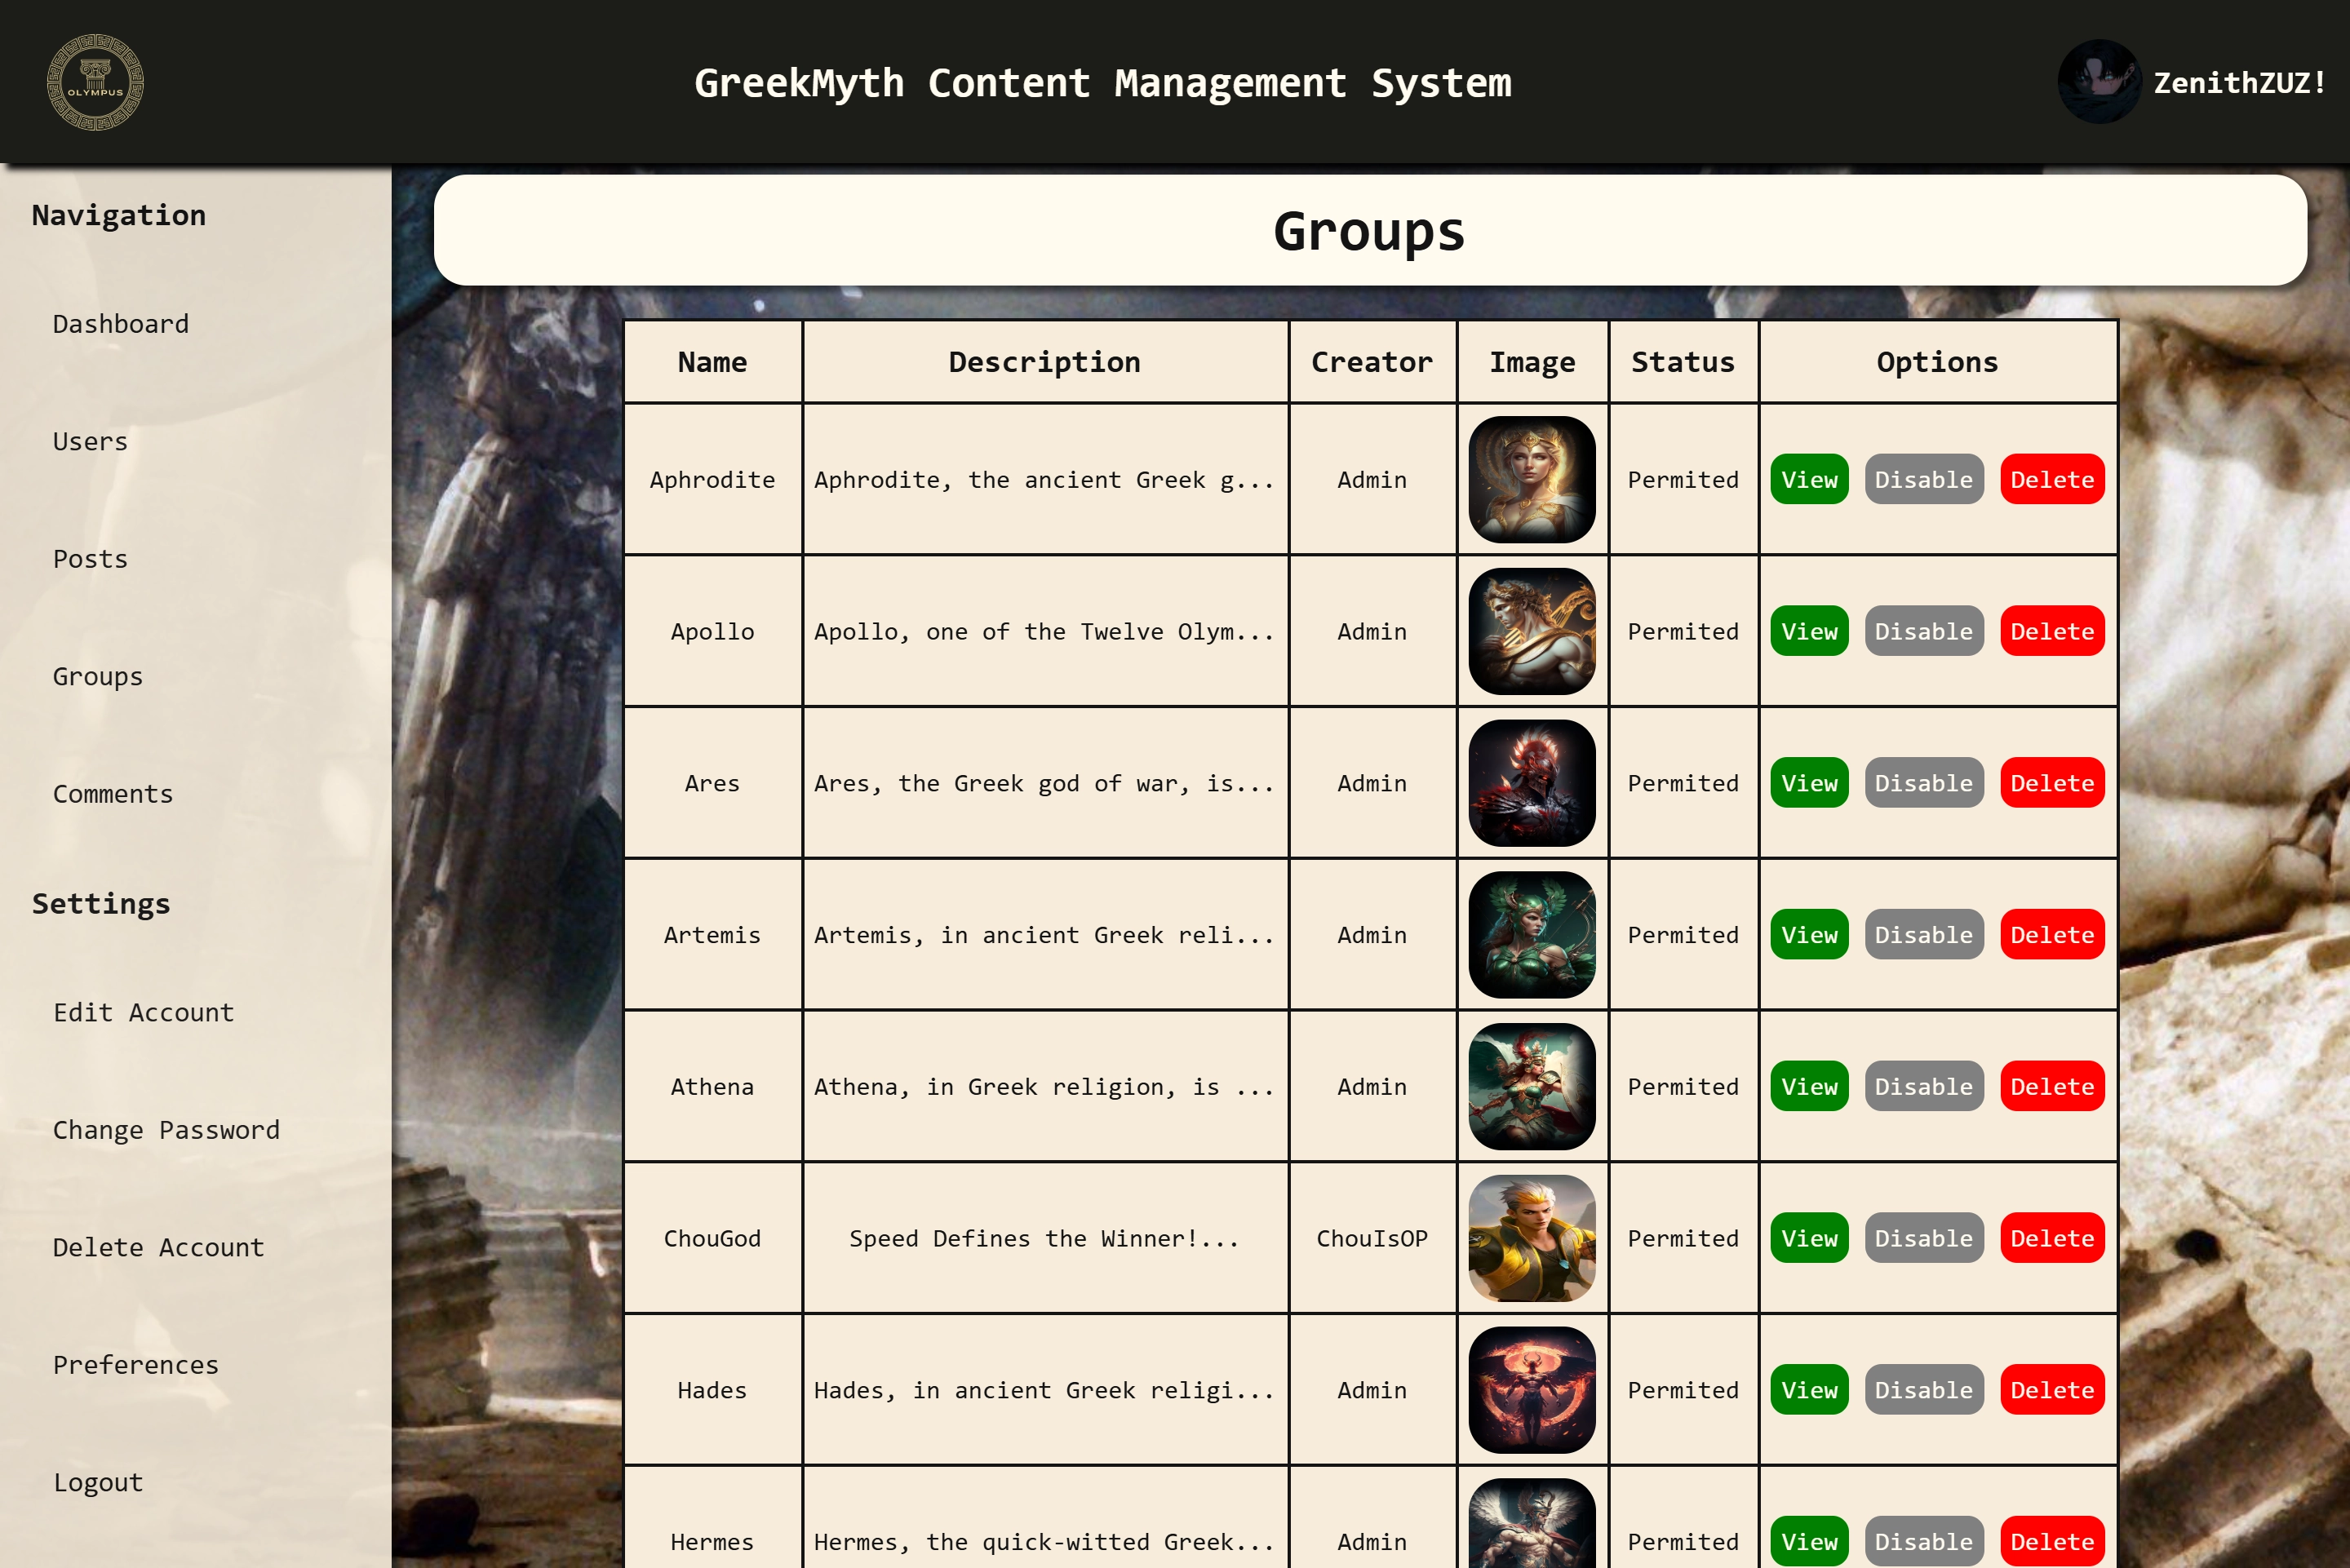 OLYMPUS
GreekMyth Content Management System
ZenithZUZ!
Navigation
Dashboard
Users
Posts
Groups
Comments
Settings
Edit Account
Change Password
Delete Account
Preferences
Logout
Groups
Name Description Creator Image Status Options
Aphrodite Aphrodite, the ancient Greek g... Admin Permited View Disable Delete
Apollo Apollo, one of the Twelve Olym... Admin Permited View Disable Delete
Ares Ares, the Greek god of war, is... Admin Permited View Disable Delete
Artemis Artemis, in ancient Greek reli... Admin Permited View Disable Delete
Athena Athena, in Greek religion, is ... Admin Permited View Disable Delete
ChouGod Speed Defines the Winner!... ChouIsOP Permited View Disable Delete
Hades Hades, in ancient Greek religi... Admin Permited View Disable Delete
Hermes Hermes, the quick-witted Greek... Admin Permited View Disable Delete